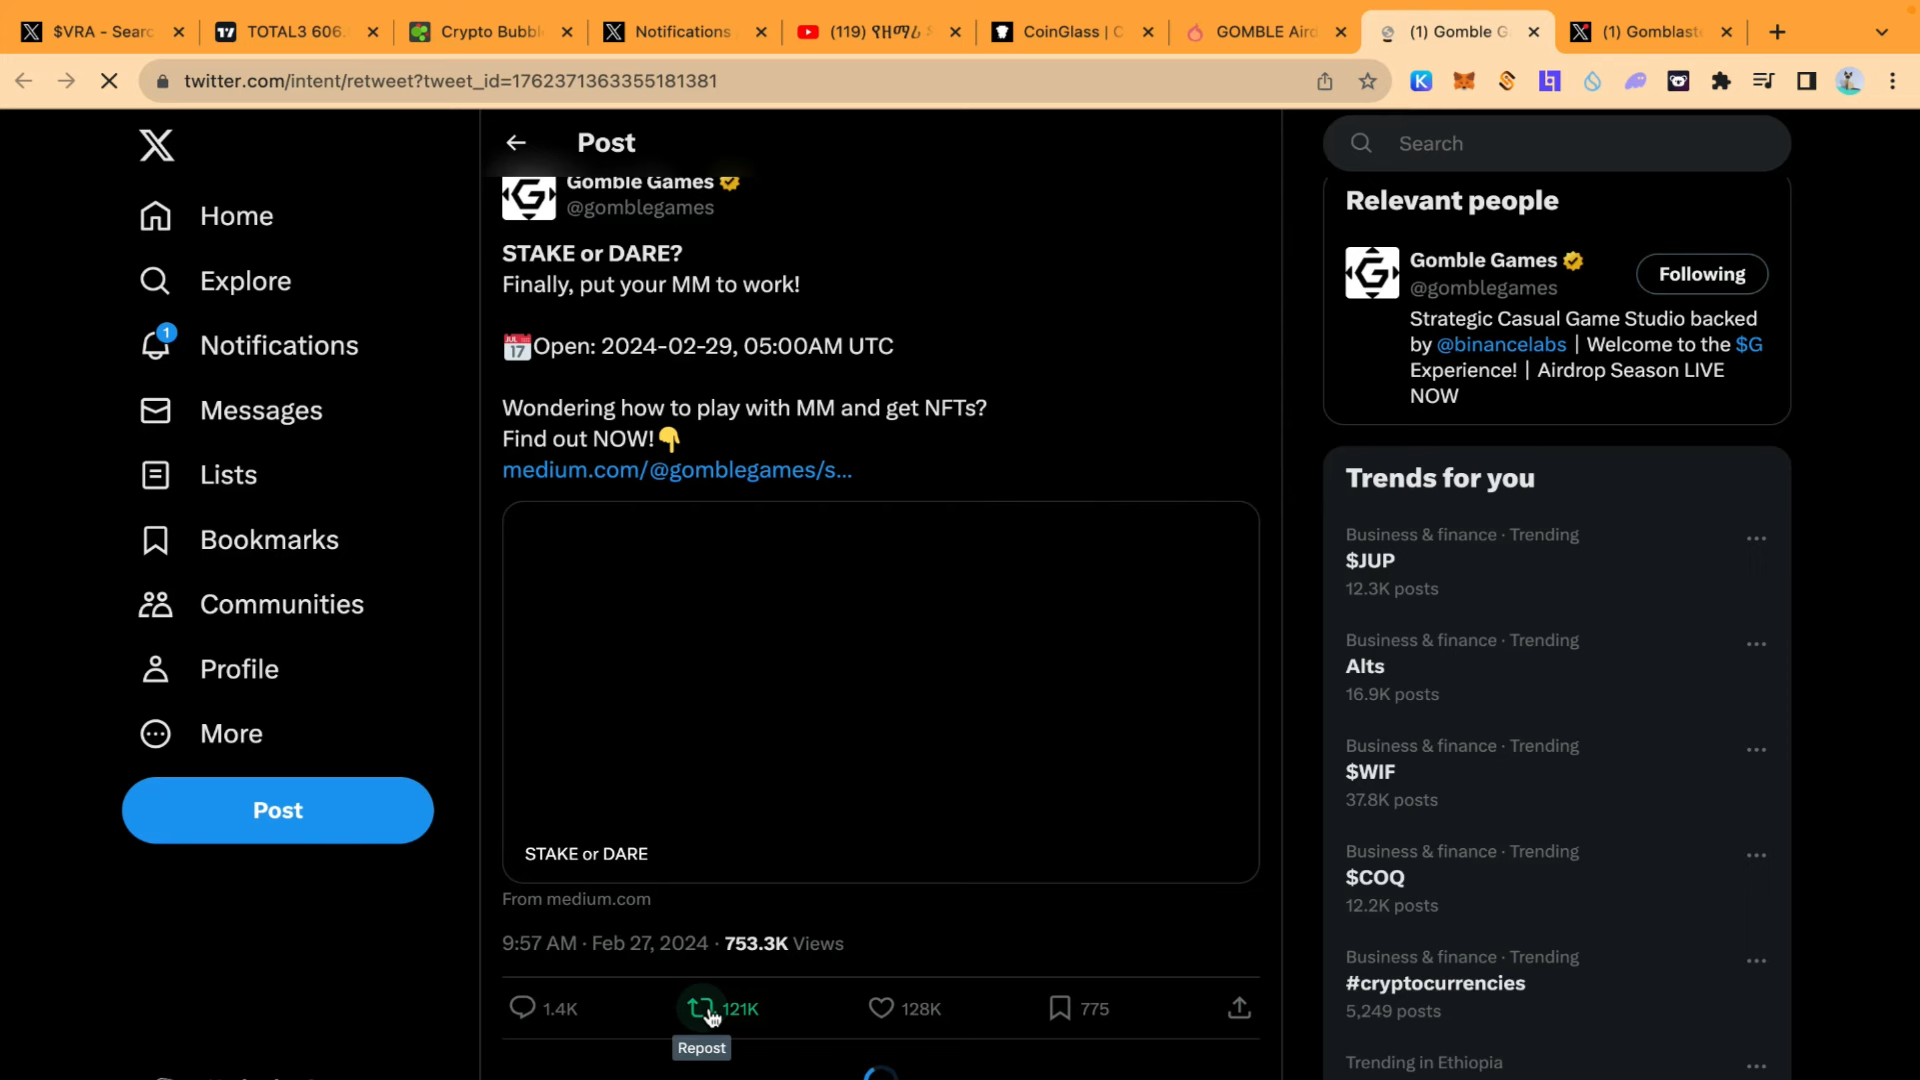 $VRA - Searc
TOTAL3 606.
Crypto Bubbl
Notifications
(119) የዘማሪ
CoinGlass | C
GOMBLE Aird
(1) Gomble G
(1) Gomblast
twitter.com/intent/retweet?tweet_id=1762371363355181381
Home
Explore
1
Notifications
Messages
Lists
Bookmarks
Communities
Profile
More
Post
Post
Gomble Games
@gomblegames
STAKE or DARE?
Finally, put your MM to work!
JUL
17
Open: 2024-02-29, 05:00AM UTC
Wondering how to play with MM and get NFTs?
Find out NOW!👇
medium.com/@gomblegames/s...
STAKE or DARE
From medium.com
9:57 AM · Feb 27, 2024 · 753.3K Views
1.4K
121K
128K
775
Repost
Search
Relevant people
Gomble Games
@gomblegames
Following
Strategic Casual Game Studio backed
by @binancelabs | Welcome to the $G
Experience! | Airdrop Season LIVE
NOW
Trends for you
Business & finance · Trending
$JUP
12.3K posts
Business & finance · Trending
Alts
16.9K posts
Business & finance · Trending
$WIF
37.8K posts
Business & finance · Trending
$COQ
12.2K posts
Business & finance · Trending
#cryptocurrencies
5,249 posts
Trending in Ethiopia